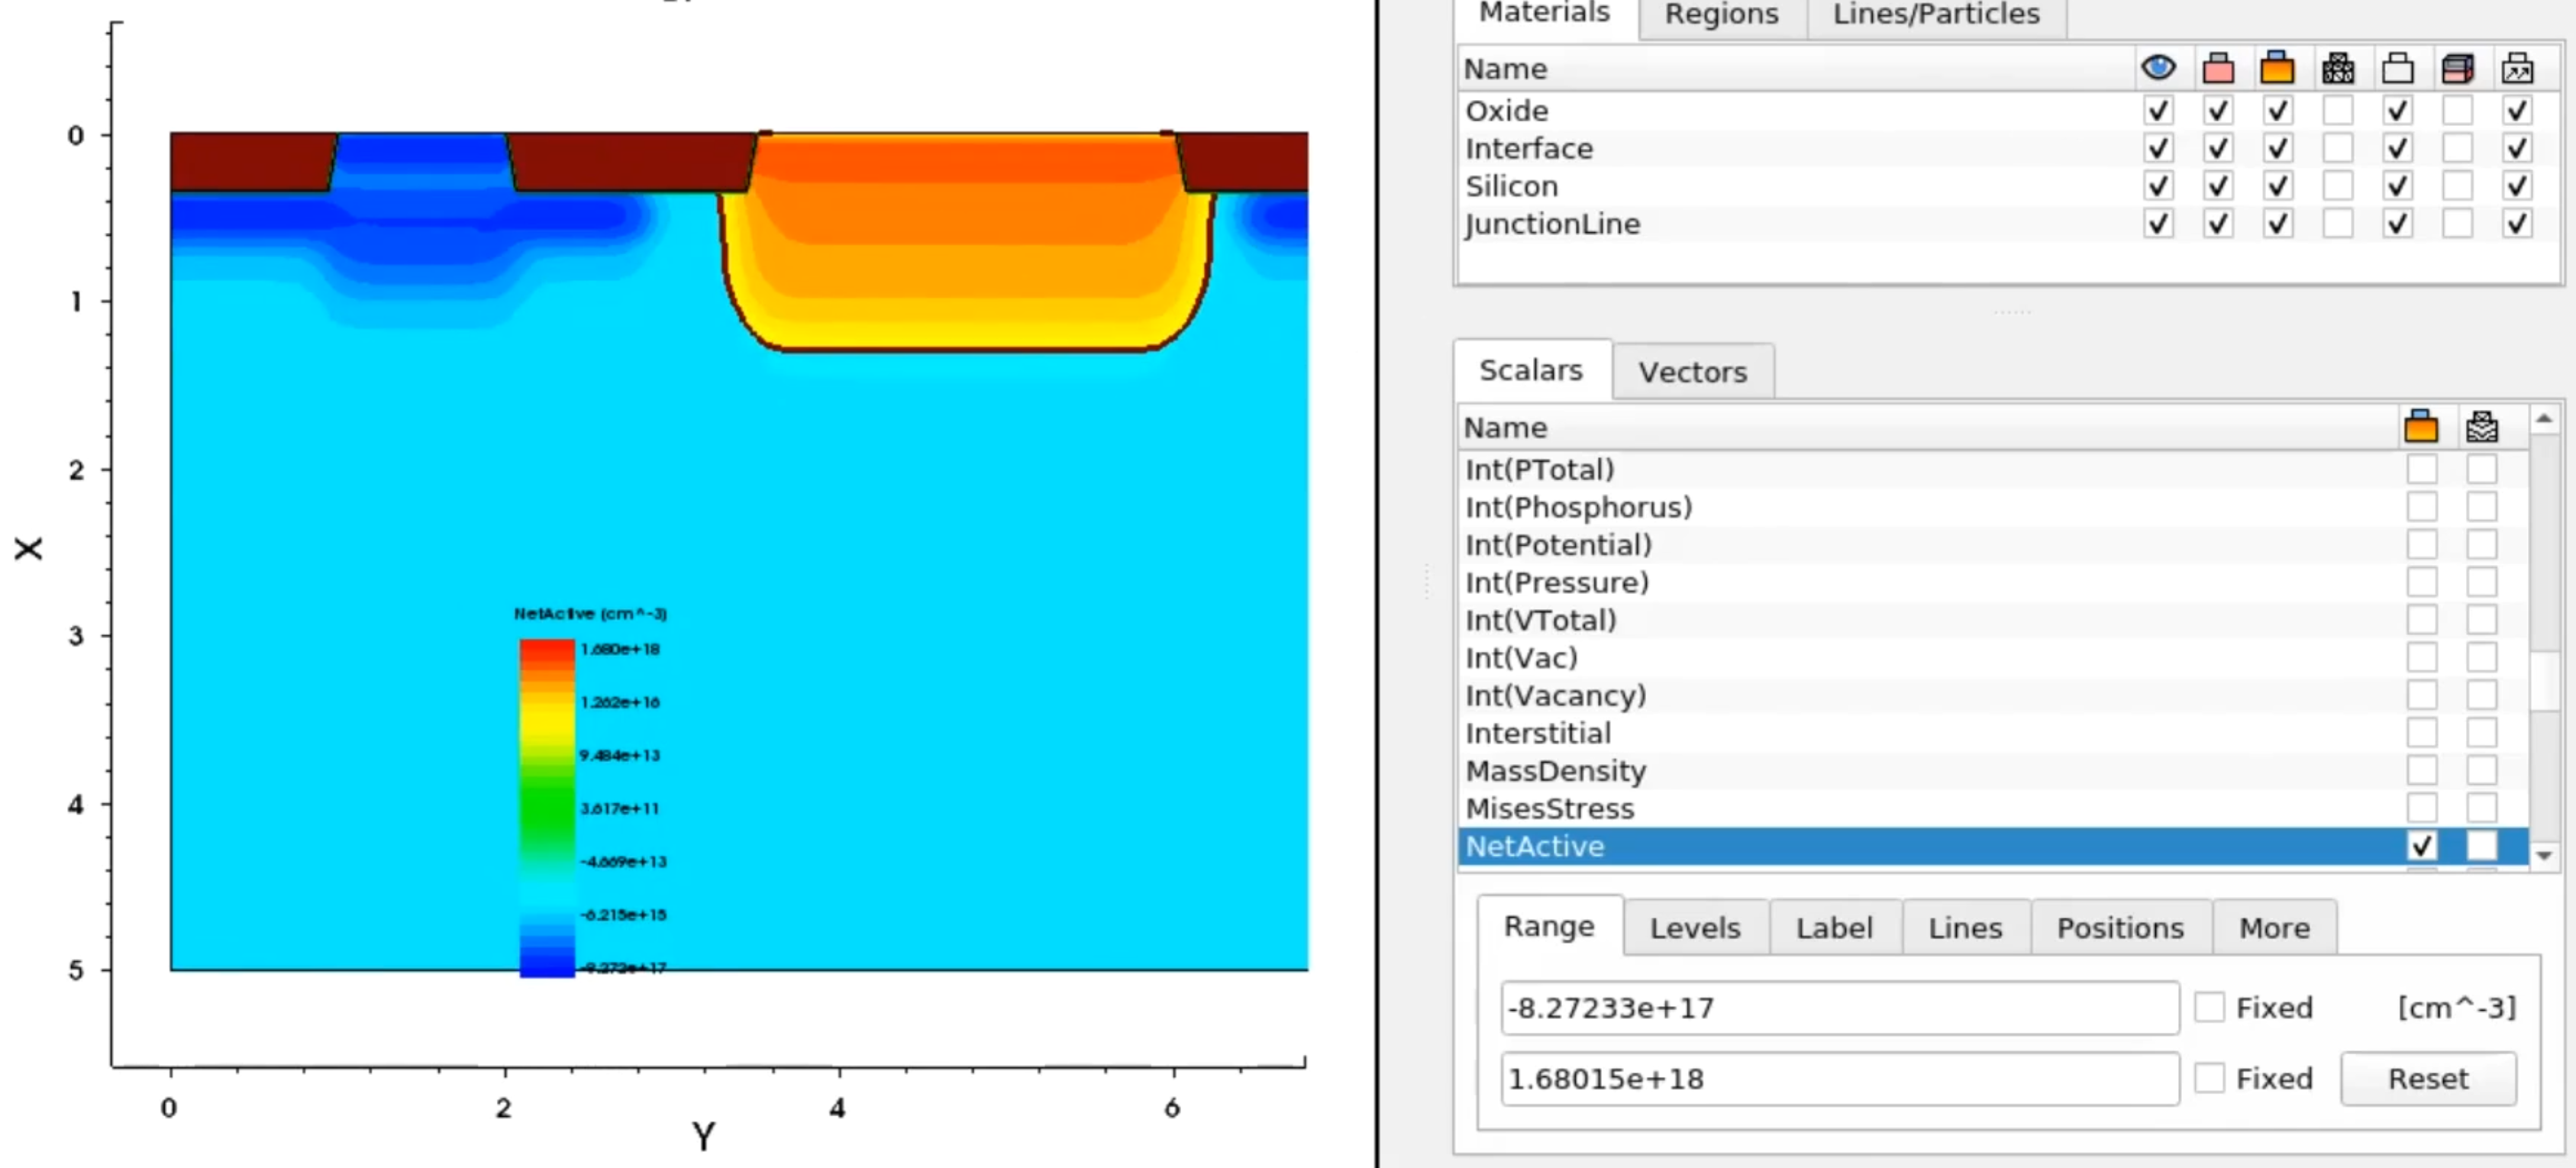 Materials Regions Lines/Particles
Name
Oxide
Interface
Silicon
JunctionLine
Scalars Vectors
Name
Int(PTotal)
Int(Phosphorus)
Int(Potential)
Int(Pressure)
Int(VTotal)
Int(Vac)
Int(Vacancy)
Interstitial
MassDensity
MisesStress
NetActive
Range Levels Label Lines Positions More
-8.27233e+17 Fixed [cm^-3]
1.68015e+18 Fixed Reset
0
1
2
3
4
5
X
NetActive (cm^-3)
1.680e+18
1.262e+16
9.484e+13
3.617e+11
-4.669e+13
-6.215e+15
0 2 4 6
Y